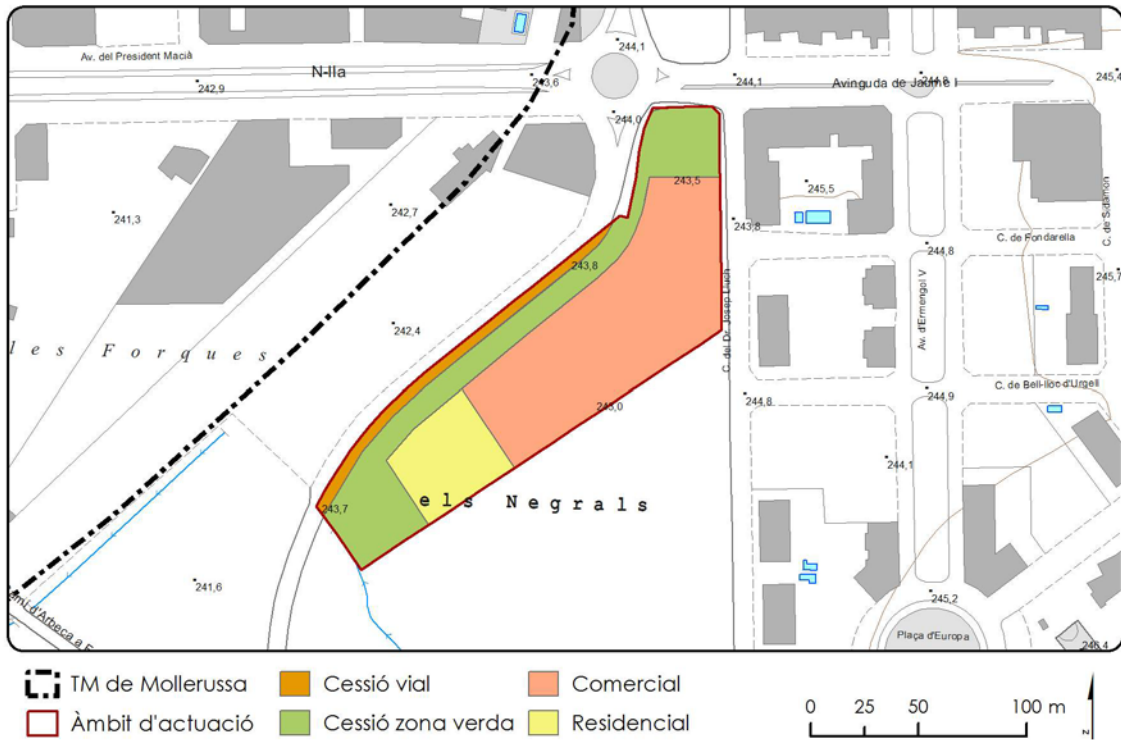 244,1
Av. del President Macià
N-IIa
243,6
244,1
Avinguda de Jaume I
244,8
245,4
242,9
244,0
243,5
245,5
C. de Sidamon
241,3
242,7
243,8
C. de Fondarella
244,8
243,8
245,7
C. del Dr. Josep Lluch
Av. d'Ermengol V
242,4
les Forques
C. de Bell-lloc d'Urgell
245,0
244,8
244,9
244,1
243,7
els Negrals
241,6
245,2
Camí d'Arbeca a F
Plaça d'Europa
246,4
TM de Mollerussa
Cessió vial
Comercial
Àmbit d'actuació
Cessió zona verda
Residencial
0 25 50 100 m
z